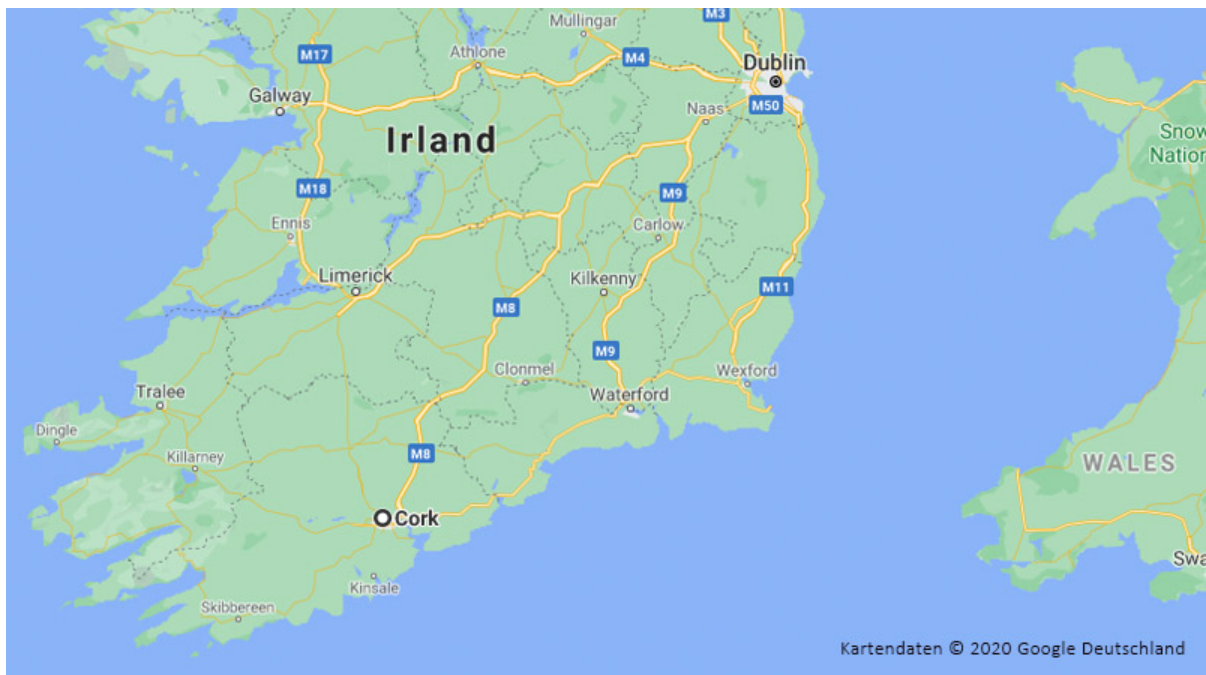 M3
Mullingar
Athlone
M17
M4
Dublin
Galway
M50
Naas
Irland
Snow
Nation
M18
M9
Ennis
Carlow
Limerick
Kilkenny
M11
M8
M9
Clonmel
Wexford
Tralee
Waterford
Dingle
Killarney
M8
WALES
Cork
Swa
Kinsale
Skibbereen
Kartendaten © 2020 Google Deutschland